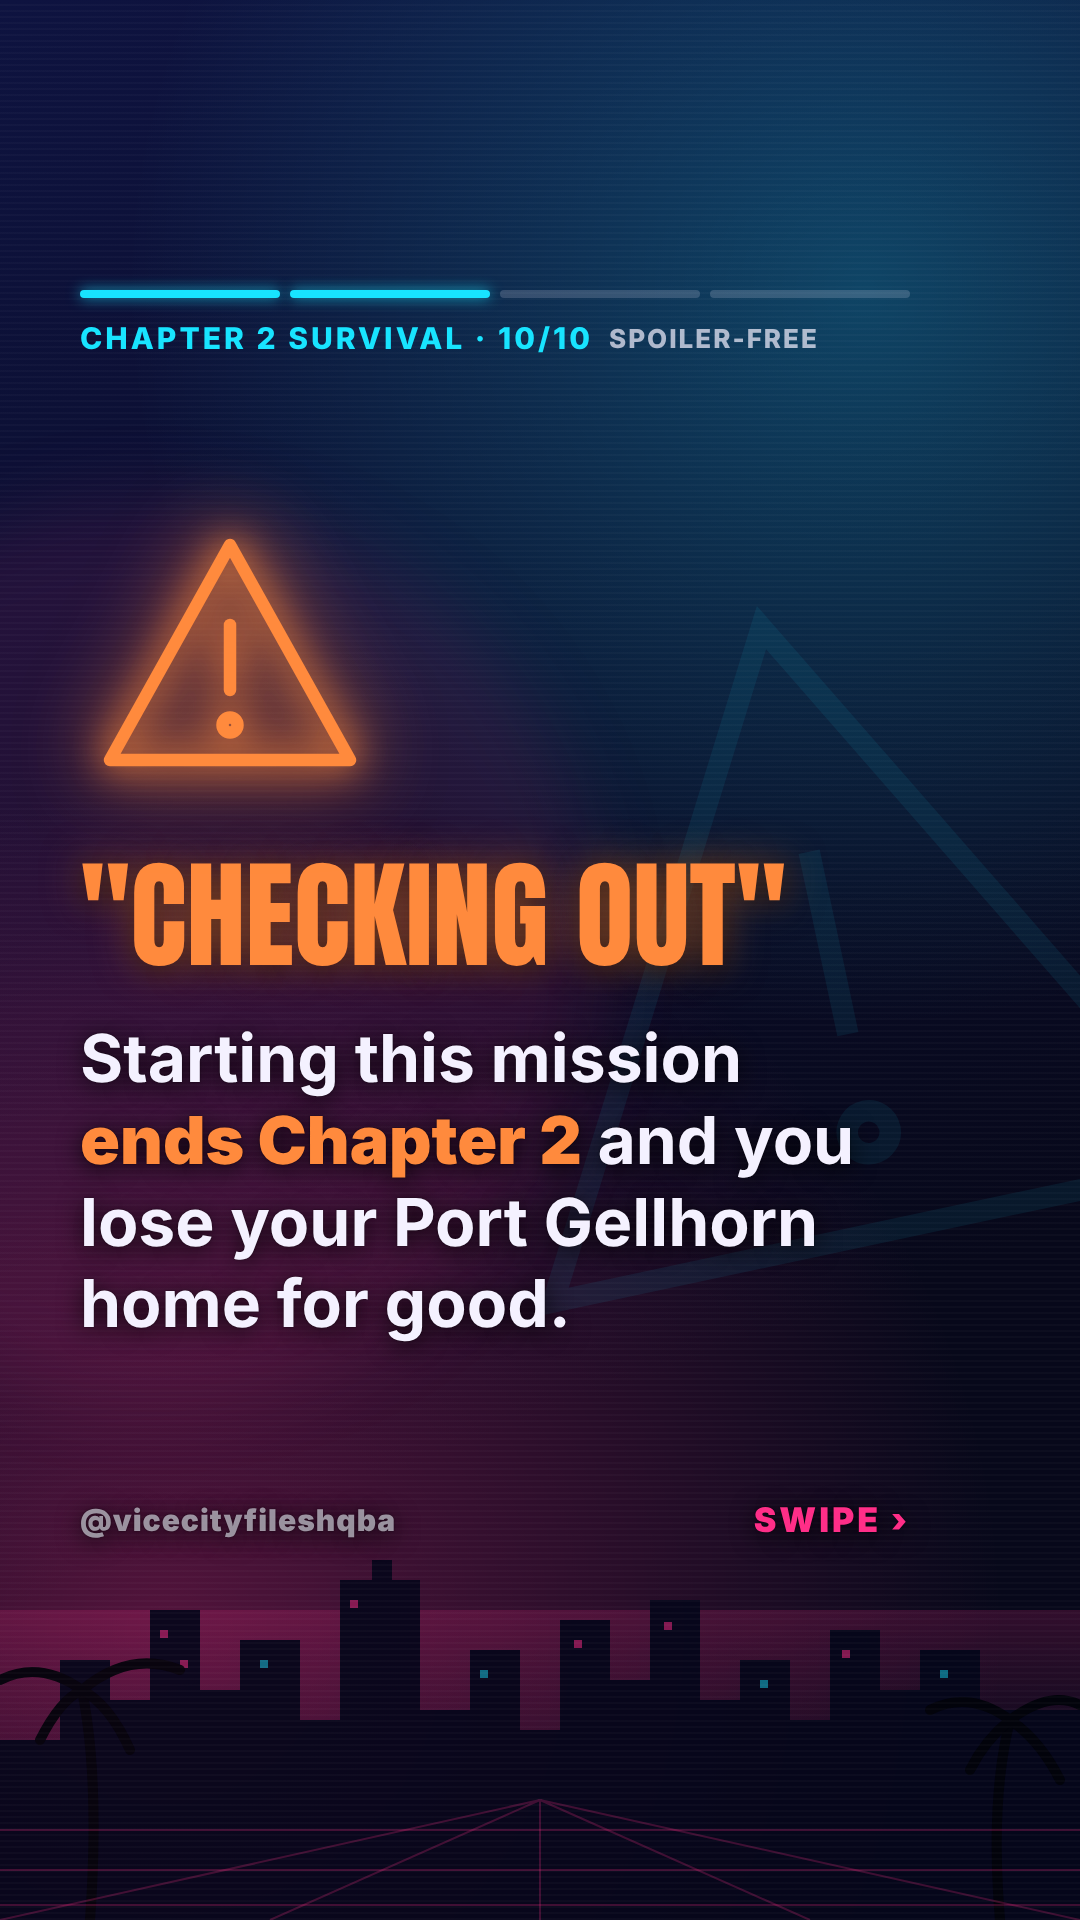 CHAPTER 2 SURVIVAL · 10/10 SPOILER-FREE
"CHECKING OUT"
Starting this mission
ends Chapter 2 and you
lose your Port Gellhorn
home for good.
@vicecityfileshqba
SWIPE ›